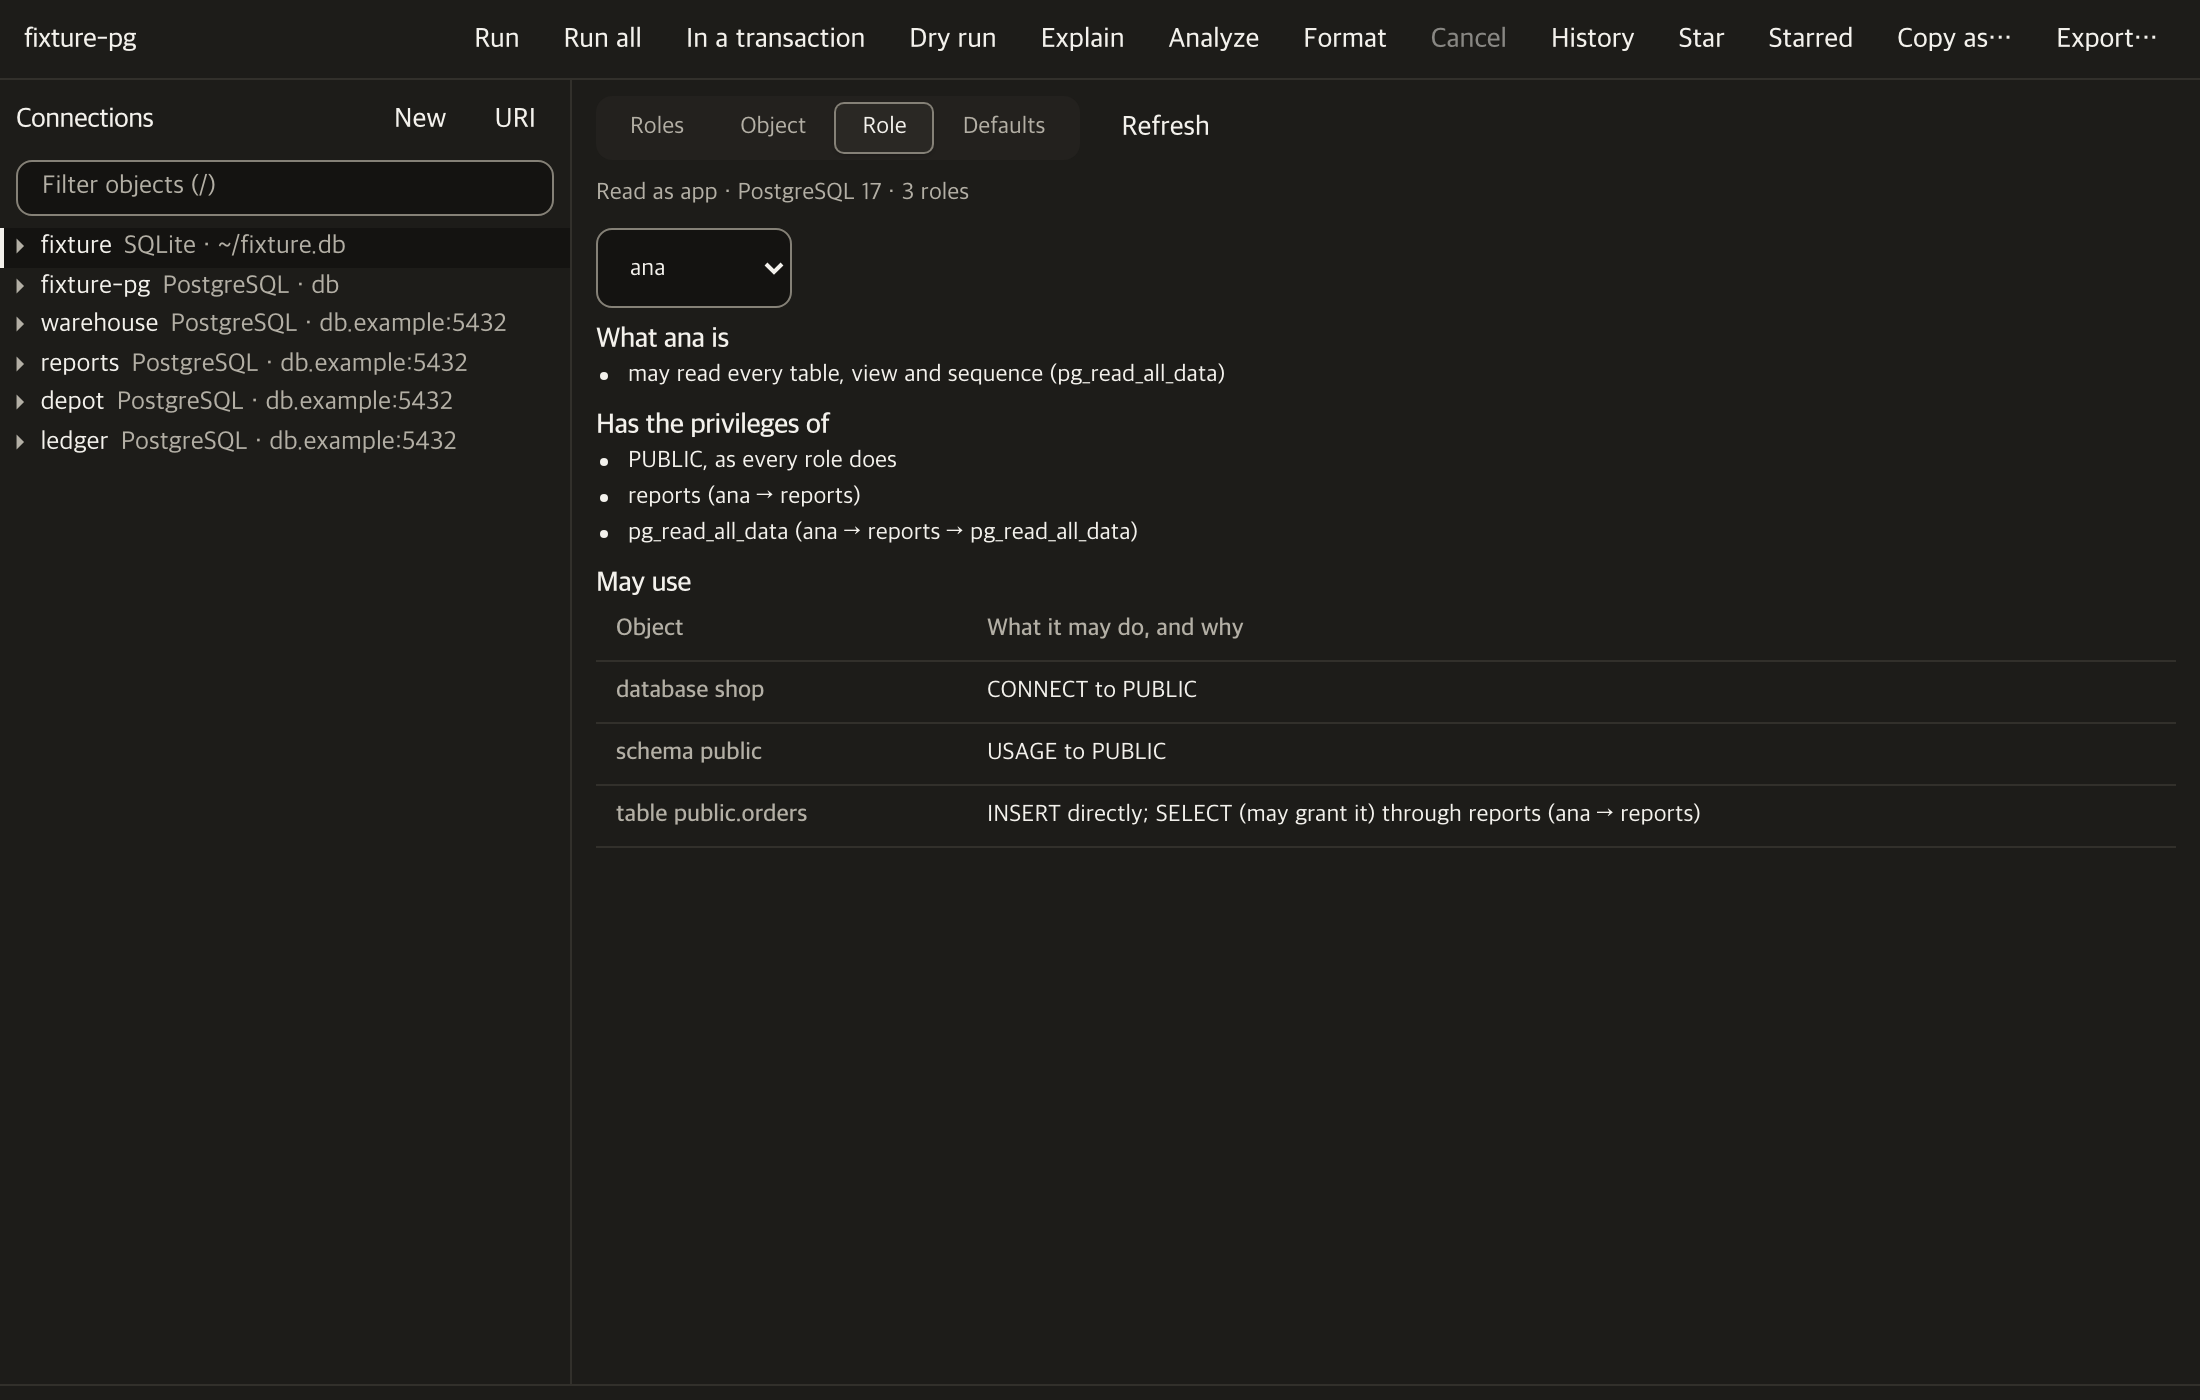 fixture-pg Run Run all In a transaction Dry run Explain Analyze Format Cancel History Star Starred Copy as… Export…
Connections New URI
Filter objects (/)
fixture SQLite · ~/fixture.db
fixture-pg PostgreSQL · db
warehouse PostgreSQL · db.example:5432
reports PostgreSQL · db.example:5432
depot PostgreSQL · db.example:5432
ledger PostgreSQL · db.example:5432
Roles Object Role Defaults Refresh
Read as app · PostgreSQL 17 · 3 roles
ana
What ana is
• may read every table, view and sequence (pg_read_all_data)
Has the privileges of
• PUBLIC, as every role does
• reports (ana → reports)
• pg_read_all_data (ana → reports → pg_read_all_data)
May use
Object What it may do, and why
database shop CONNECT to PUBLIC
schema public USAGE to PUBLIC
table public.orders INSERT directly; SELECT (may grant it) through reports (ana → reports)